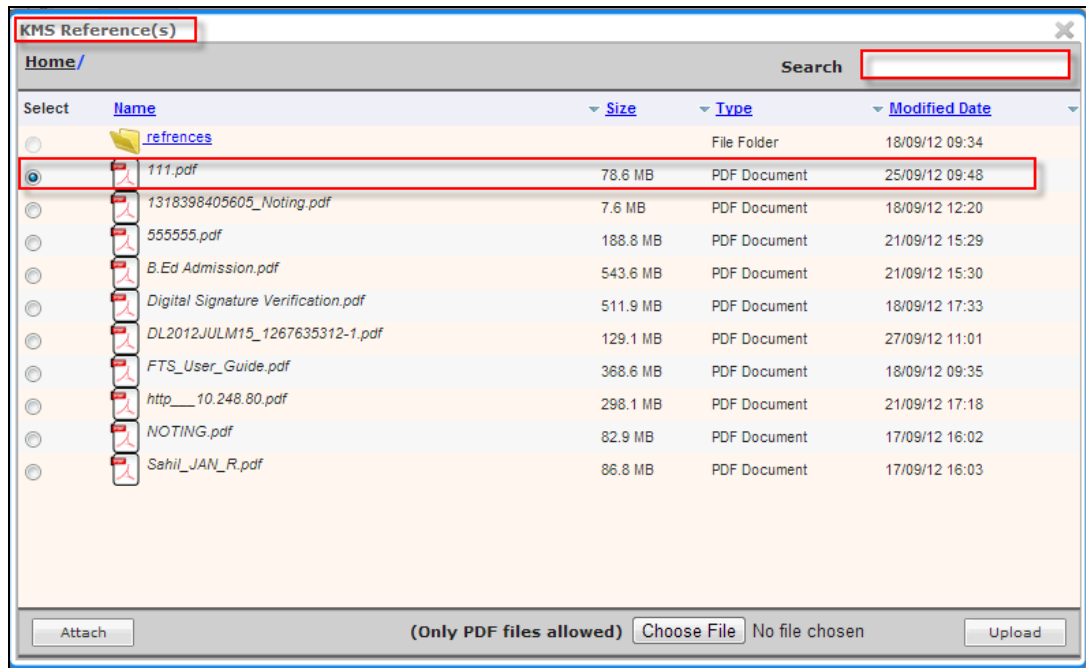 KMS Reference(s)
Home/ Search
Select Name Size Type Modified Date
refrences File Folder 18/09/12 09:34
111.pdf 78.6 MB PDF Document 25/09/12 09:48
1318398405605_Noting.pdf 7.6 MB PDF Document 18/09/12 12:20
555555.pdf 188.8 MB PDF Document 21/09/12 15:29
B.Ed Admission.pdf 543.6 MB PDF Document 21/09/12 15:30
Digital Signature Verification.pdf 511.9 MB PDF Document 18/09/12 17:33
DL2012JULM15_1267635312-1.pdf 129.1 MB PDF Document 27/09/12 11:01
FTS_User_Guide.pdf 368.6 MB PDF Document 18/09/12 09:35
http___10.248.80.pdf 298.1 MB PDF Document 21/09/12 17:18
NOTING.pdf 82.9 MB PDF Document 17/09/12 16:02
Sahil_JAN_R.pdf 86.8 MB PDF Document 17/09/12 16:03
Attach (Only PDF files allowed) Choose File No file chosen Upload